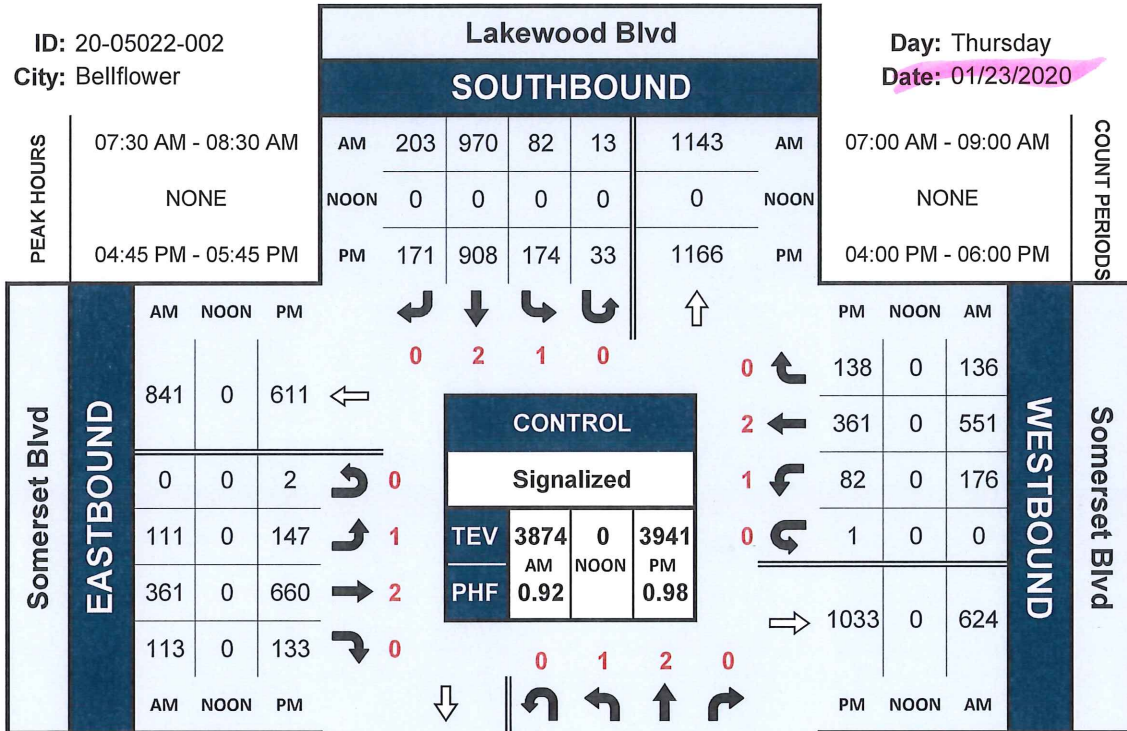 ID: 20-05022-002
City: Bellflower
Lakewood Blvd
SOUTHBOUND
Day: Thursday
Date: 01/23/2020
PEAK HOURS
07:30 AM - 08:30 AM
NONE
04:45 PM - 05:45 PM
AM 203 970 82 13 1143 AM
NOON 0 0 0 0 0 NOON
PM 171 908 174 33 1166 PM
07:00 AM - 09:00 AM
NONE
04:00 PM - 06:00 PM
COUNT PERIODS
0 2 1 0
Somerset Blvd
EASTBOUND
AM NOON PM
841 0 611
0 0 2 0
111 0 147 1
361 0 660 2
113 0 133 0
AM NOON PM
CONTROL
Signalized
TEV 3874 0 3941
AM NOON PM
PHF 0.92 0.98
PM NOON AM
0 138 0 136
2 361 0 551
1 82 0 176
0 1 0 0
1033 0 624
PM NOON AM
WESTBOUND
Somerset Blvd
0 1 2 0